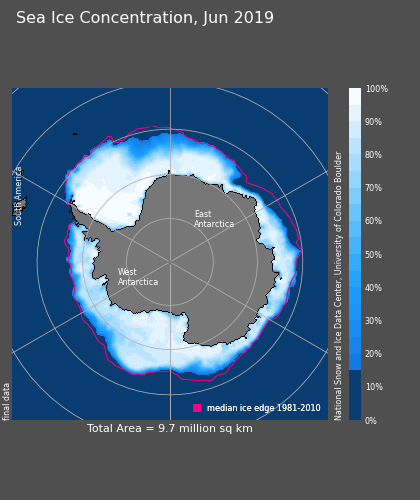 Sea Ice Concentration, Jun 2019
South America
East
Antarctica
West
Antarctica
final data
median ice edge 1981-2010
Total Area = 9.7 million sq km
National Snow and Ice Data Center, University of Colorado Boulder
100%
90%
80%
70%
60%
50%
40%
30%
20%
10%
0%